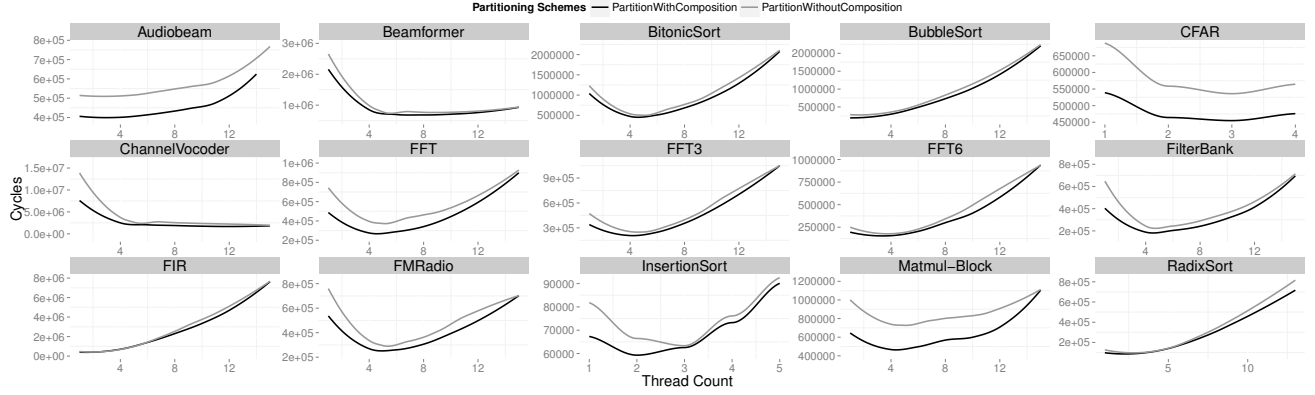 Partitioning Schemes PartitionWithComposition PartitionWithoutComposition
Audiobeam Beamformer BitonicSort BubbleSort CFAR
8e+05 7e+05 6e+05 5e+05 4e+05
3e+06 2e+06 1e+06
2000000 1500000 1000000 500000
2000000 1500000 1000000 500000
650000 600000 550000 500000 450000
4 8 12 4 8 12 4 8 12 4 8 12 1 2 3 4
ChannelVocoder FFT FFT3 FFT6 FilterBank
1.5e+07 1.0e+07 5.0e+06 0.0e+00
1e+06 8e+05 6e+05 4e+05 2e+05
9e+05 6e+05 3e+05
1000000 750000 500000 250000
8e+05 6e+05 4e+05 2e+05
4 8 12 4 8 12 4 8 12 4 8 12 4 8 12
Cycles
FIR FMRadio InsertionSort Matmul−Block RadixSort
8e+06 6e+06 4e+06 2e+06 0e+00
8e+05 6e+05 4e+05 2e+05
90000 80000 70000 60000
1200000 1000000 800000 600000 400000
8e+05 6e+05 4e+05 2e+05
4 8 12 4 8 12 1 2 3 4 5 4 8 12 5 10
Thread Count